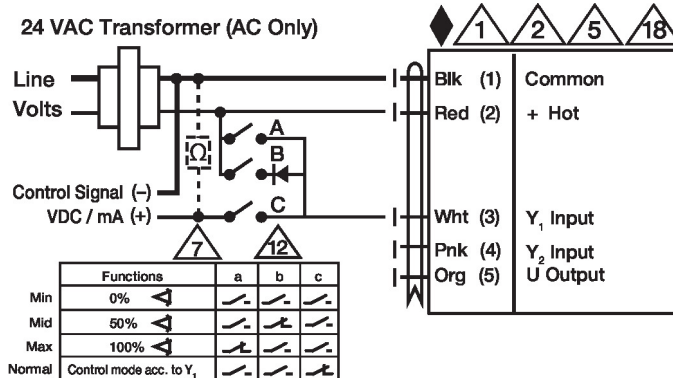 24 VAC Transformer (AC Only)
1 2 5 18
Line
Volts
Blk (1) Common
Red (2) + Hot
A
Ω
B
Control Signal (−)
VDC / mA (+)
C
Wht (3) Y1 Input
7
12
Pnk (4) Y2 Input
Org (5) U Output
Functions a b c
Min 0%
Mid 50%
Max 100%
Normal Control mode acc. to Y1